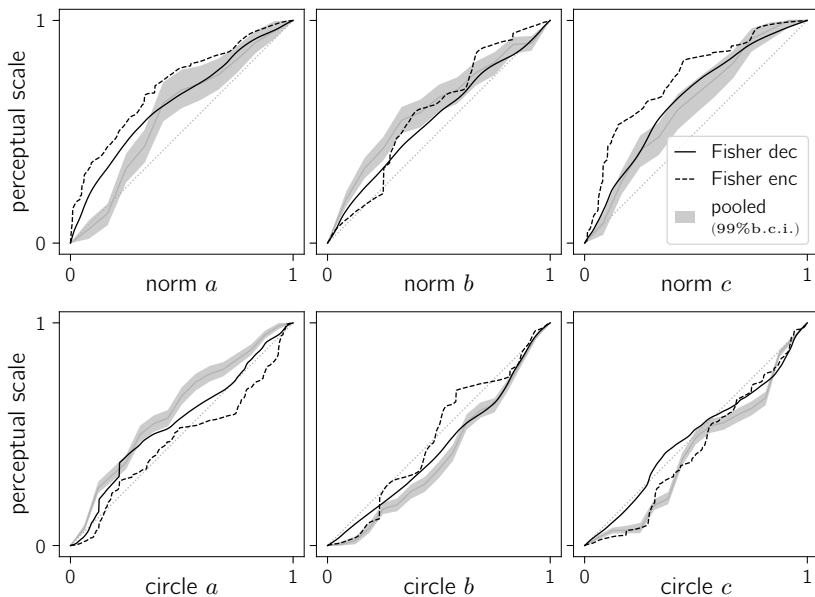 perceptual scale
1
0
0
1
norm a
0
1
norm b
Fisher dec
Fisher enc
pooled
(99%b.c.i.)
0
1
norm c
perceptual scale
1
0
0
1
circle a
0
1
circle b
0
1
circle c